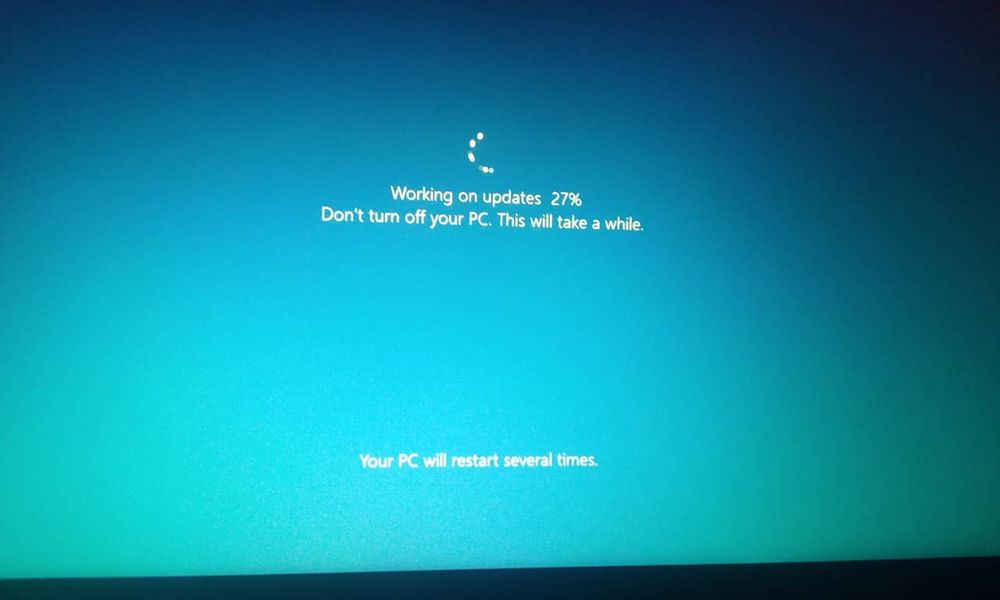 Working on updates 27%
Don't turn off your PC. This will take a while.
Your PC will restart several times.